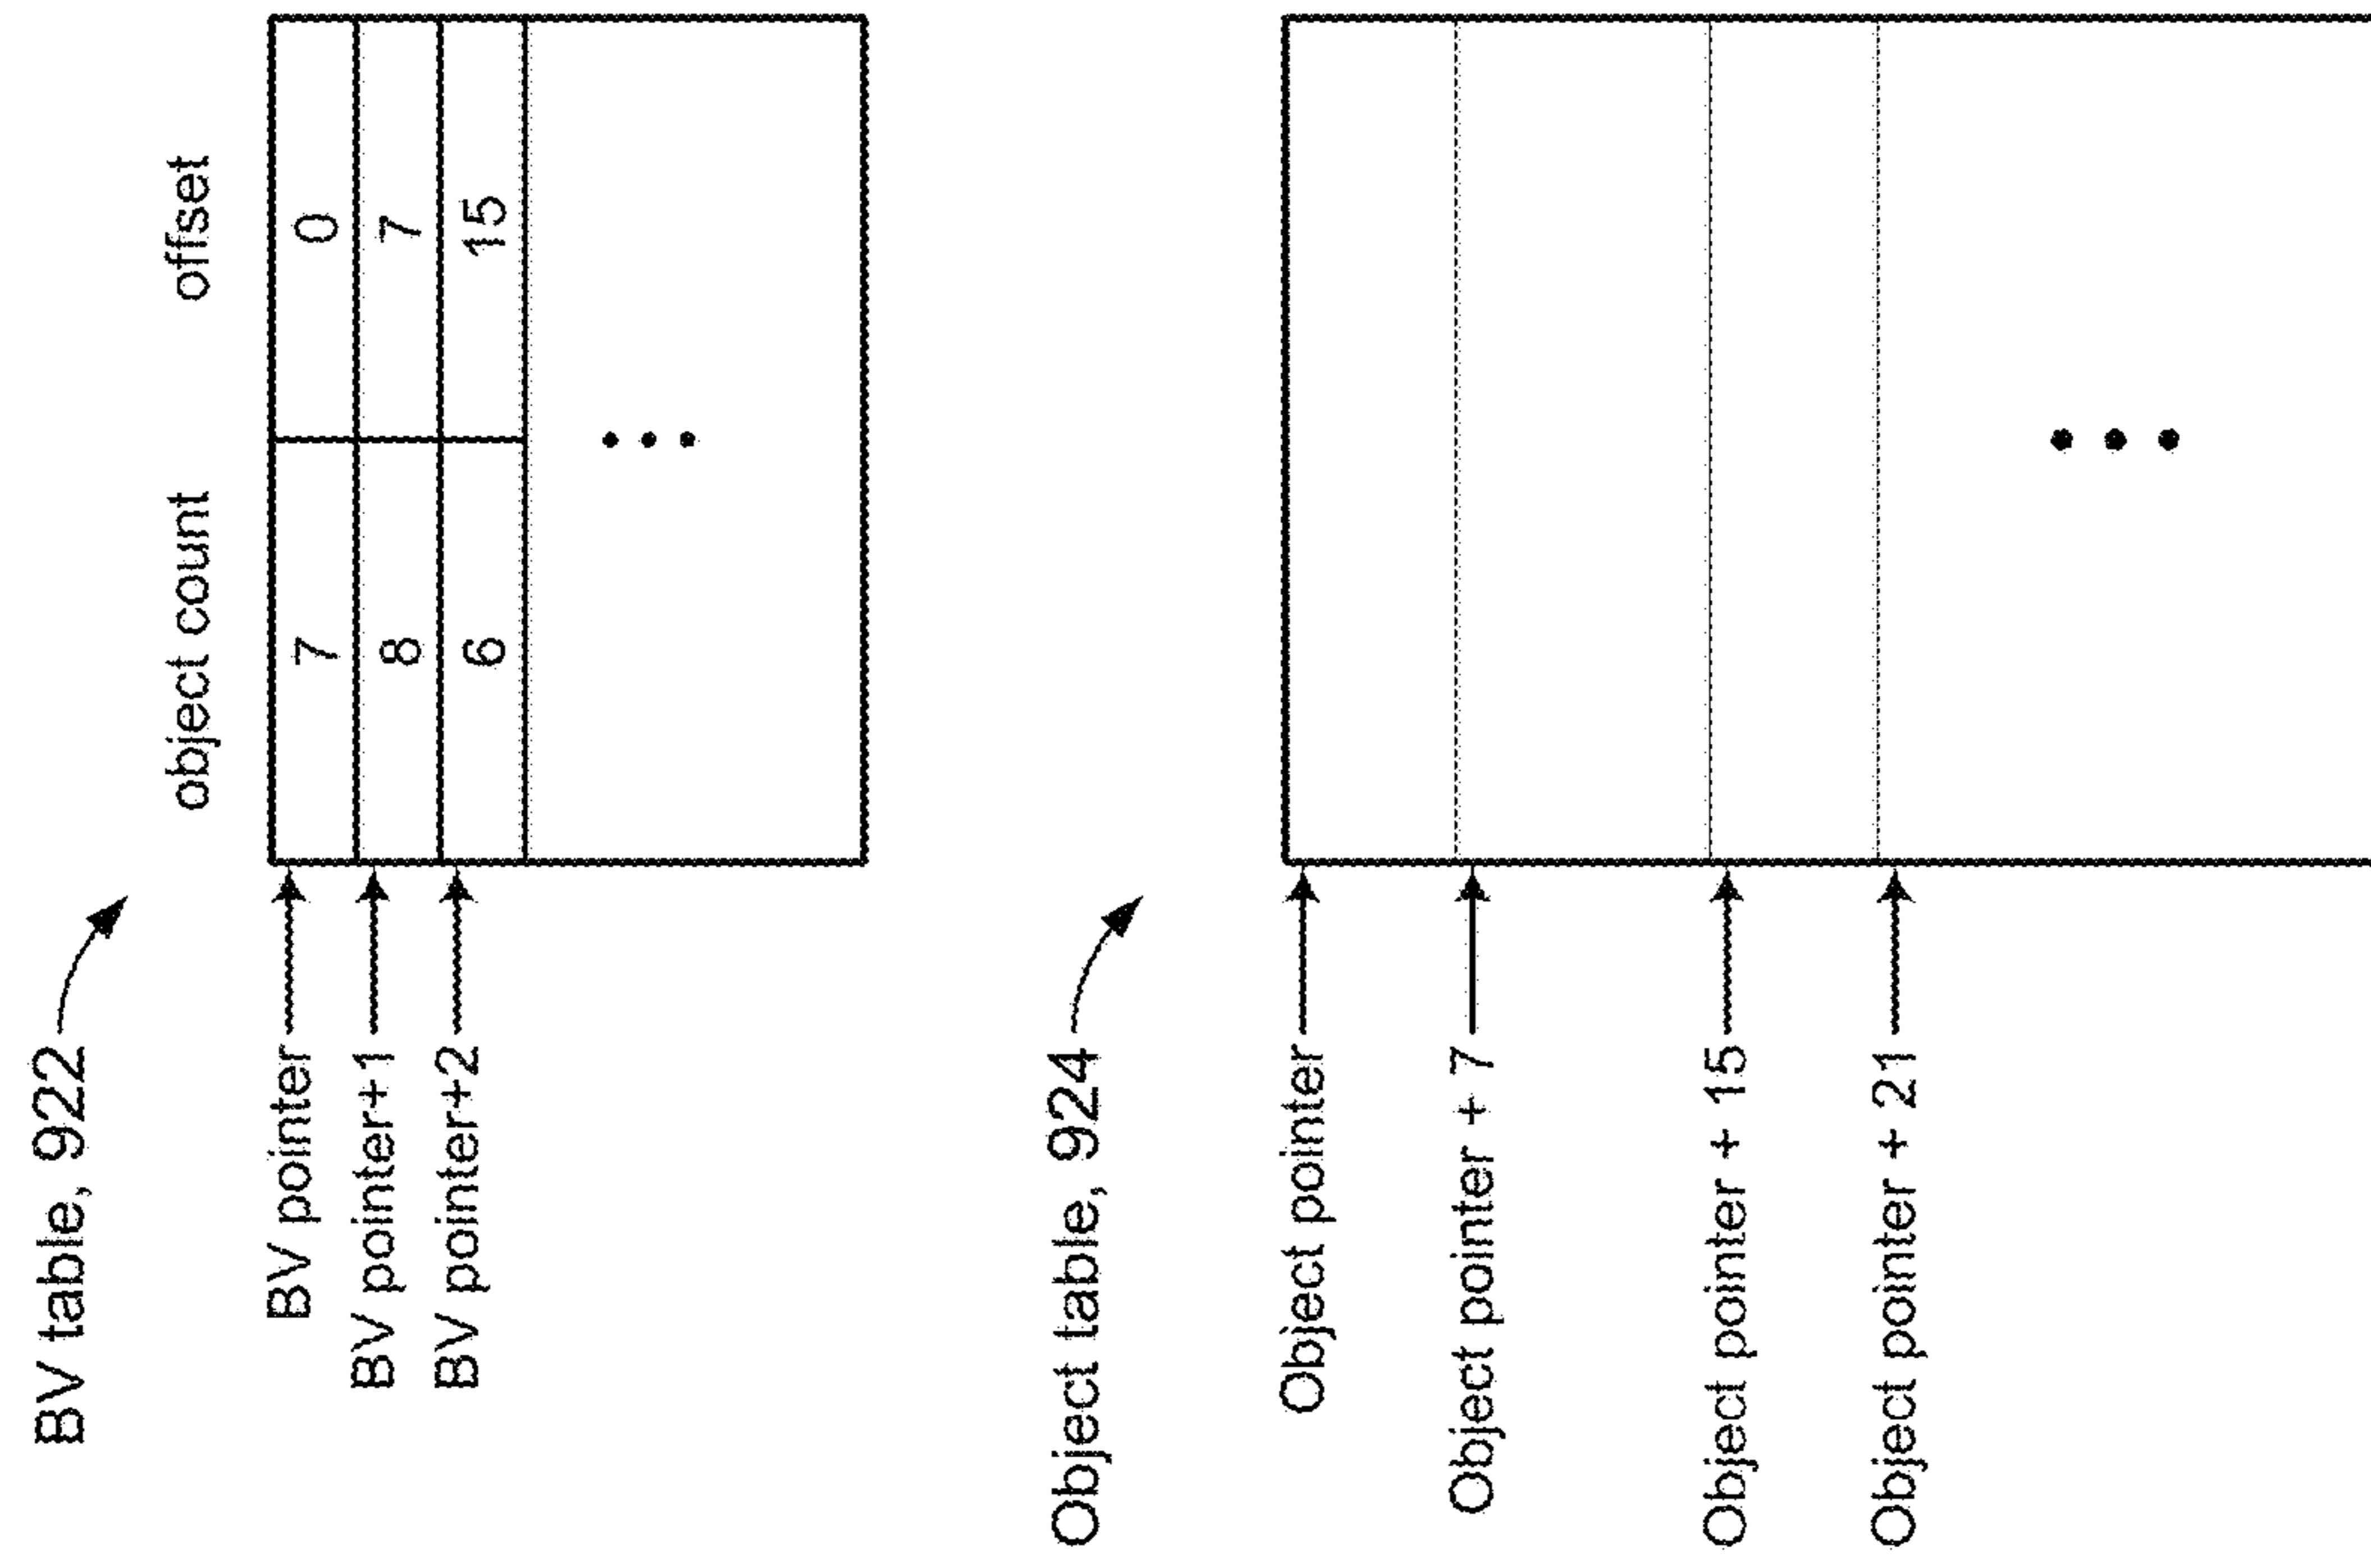 BV table, 922
object count offset
BV pointer 7 0
BV pointer+1 8 7
BV pointer+2 6 15
Object table, 924
Object pointer
Object pointer + 7
Object pointer + 15
Object pointer + 21